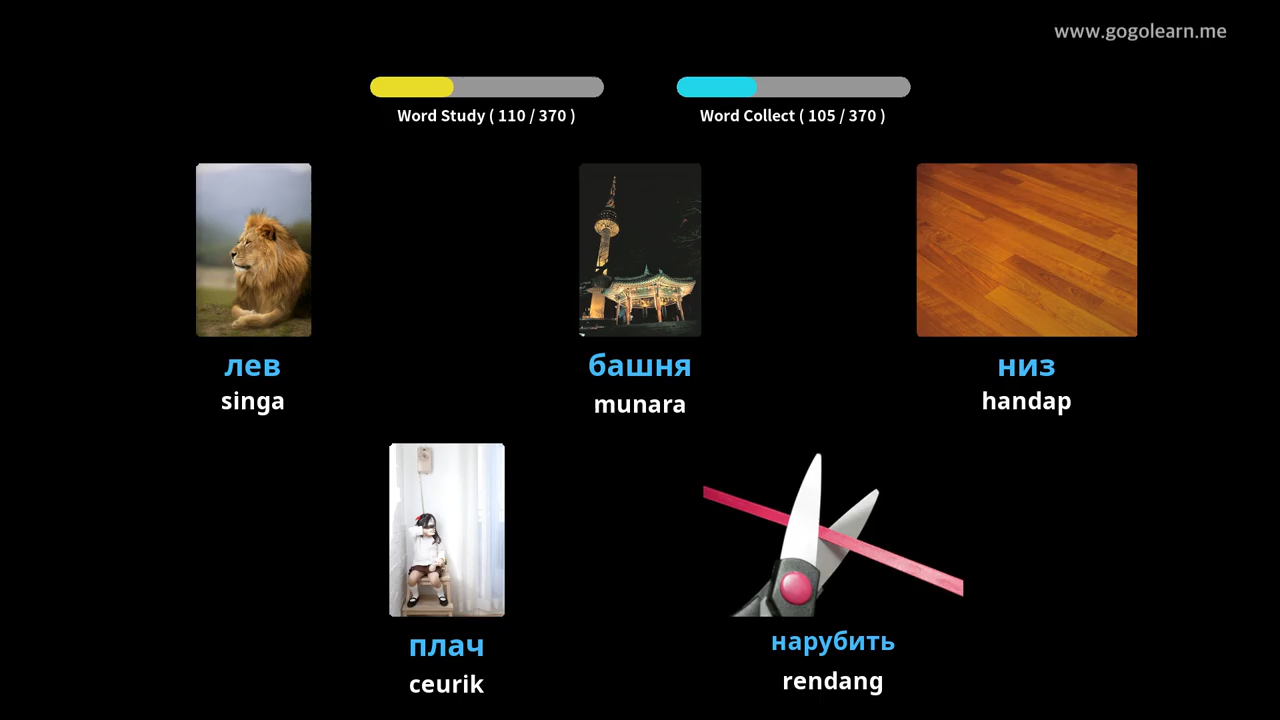 www.gogolearn.me
Word Study ( 110 / 370 )
Word Collect ( 105 / 370 )
лев
singa
башня
munara
низ
handap
плач
ceurik
нарубить
rendang